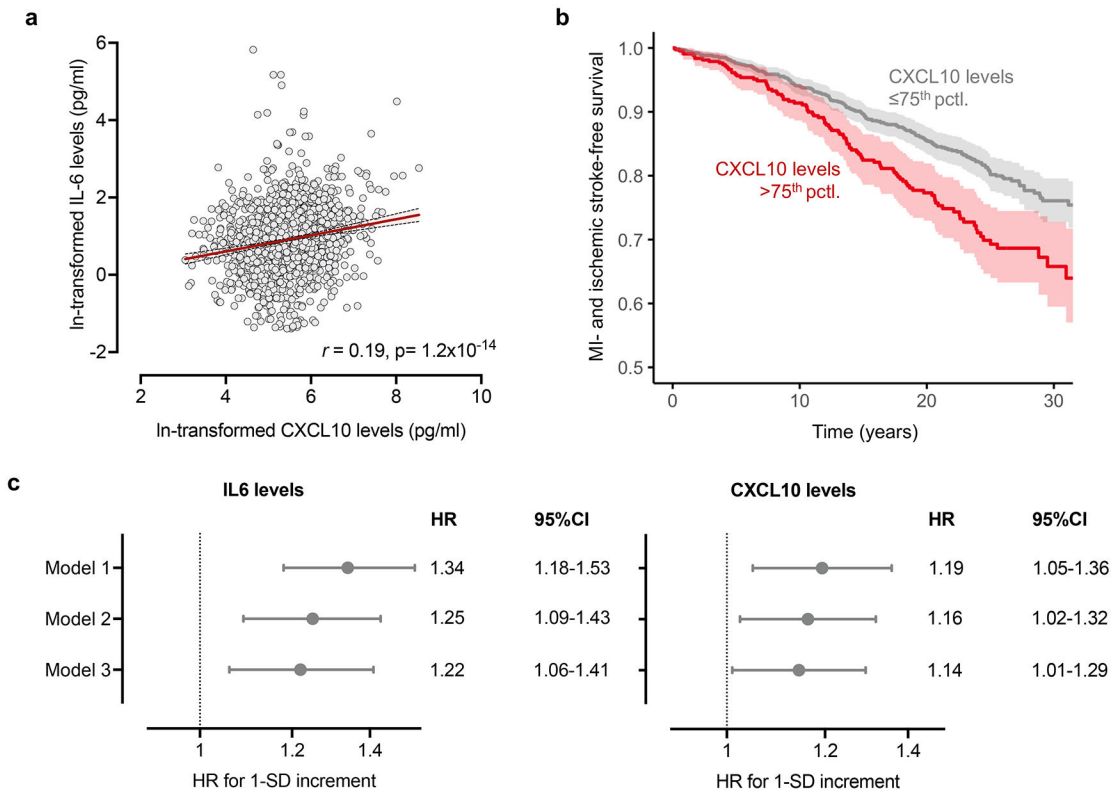 a
ln-transformed IL-6 levels (pg/ml)
6
4
2
0
-2
r = 0.19, p= 1.2x10-14
2 4 6 8 10
ln-transformed CXCL10 levels (pg/ml)
b
MI- and ischemic stroke-free survival
1.0
0.9
0.8
0.7
0.6
0.5
CXCL10 levels
≤75th pctl.
CXCL10 levels
>75th pctl.
0 10 20 30
Time (years)
c
IL6 levels
HR 95%CI
Model 1 1.34 1.18-1.53
Model 2 1.25 1.09-1.43
Model 3 1.22 1.06-1.41
1 1.2 1.4
HR for 1-SD increment
CXCL10 levels
HR 95%CI
1.19 1.05-1.36
1.16 1.02-1.32
1.14 1.01-1.29
1 1.2 1.4
HR for 1-SD increment